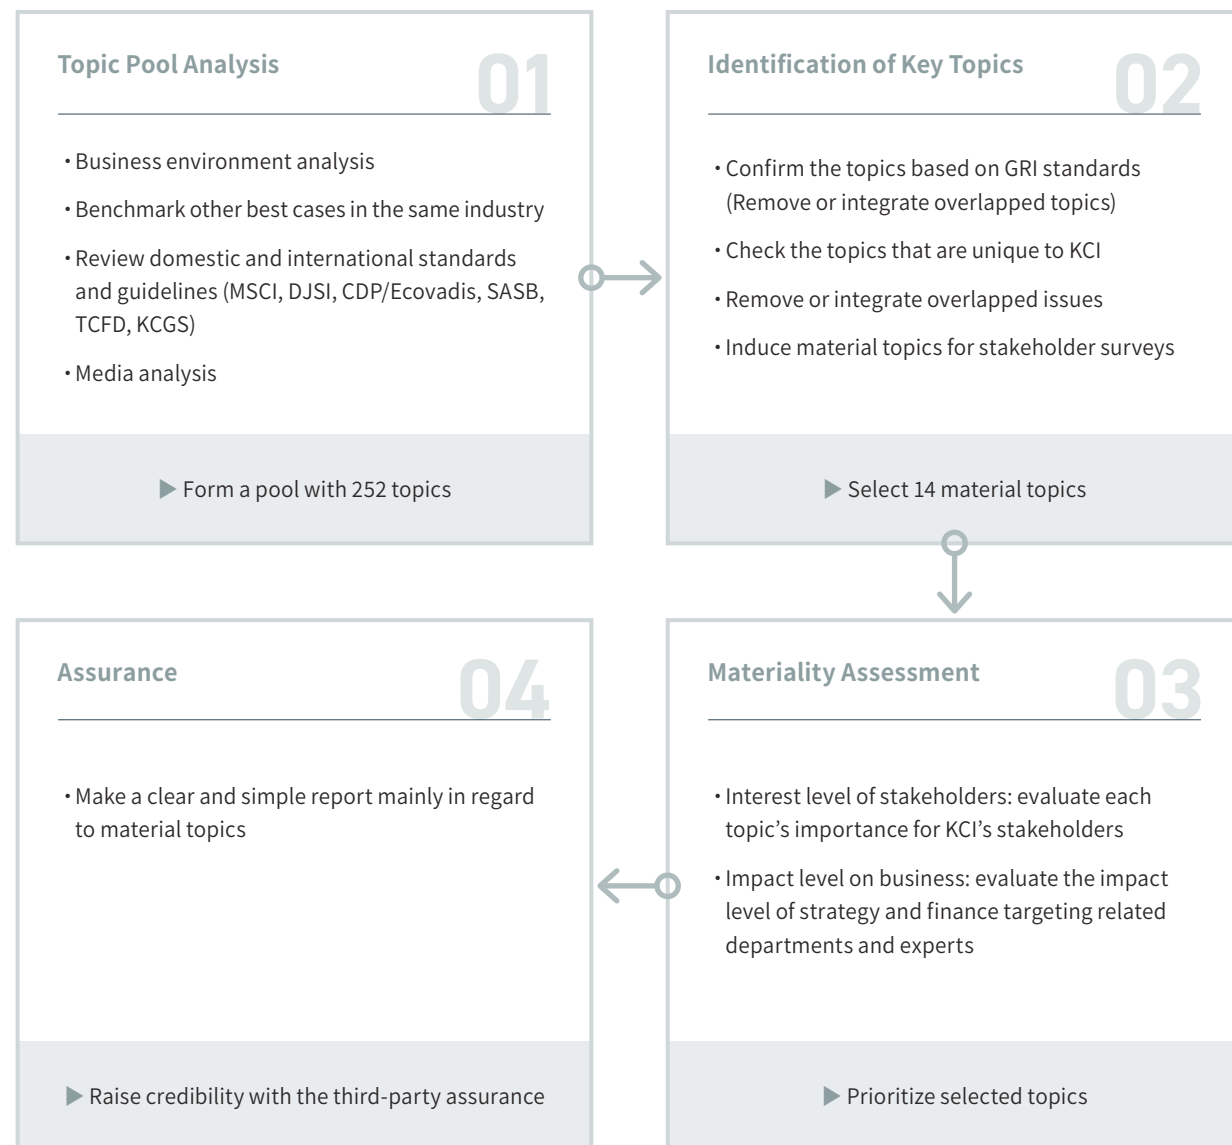 Topic Pool Analysis
01
• Business environment analysis
• Benchmark other best cases in the same industry
• Review domestic and international standards
and guidelines (MSCI, DJSI, CDP/Ecovadis, SASB,
TCFD, KCGS)
• Media analysis
▶ Form a pool with 252 topics
Identification of Key Topics
02
• Confirm the topics based on GRI standards
(Remove or integrate overlapped topics)
• Check the topics that are unique to KCI
• Remove or integrate overlapped issues
• Induce material topics for stakeholder surveys
▶ Select 14 material topics
Materiality Assessment
03
• Interest level of stakeholders: evaluate each
topic’s importance for KCI’s stakeholders
• Impact level on business: evaluate the impact
level of strategy and finance targeting related
departments and experts
▶ Prioritize selected topics
Assurance
04
• Make a clear and simple report mainly in regard
to material topics
▶ Raise credibility with the third-party assurance